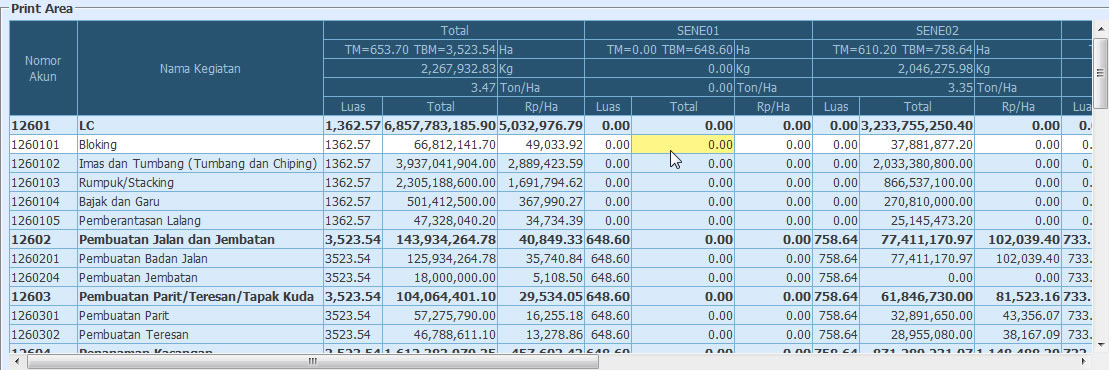 Print Area
Total SENE01 SENE02
TM=653.70 TBM=3,523.54 Ha TM=0.00 TBM=648.60 Ha TM=610.20 TBM=758.64 Ha
Nomor Akun Nama Kegiatan 2,267,932.83 Kg 0.00 Kg 2,046,275.98 Kg
3.47 Ton/Ha 0.00 Ton/Ha 3.35 Ton/Ha
Luas Total Rp/Ha Luas Total Rp/Ha Luas Total Rp/Ha
12601 LC 1,362.57 6,857,783,185.90 5,032,976.79 0.00 0.00 0.00 0.00 3,233,755,250.40 0.00
1260101 Bloking 1362.57 66,812,141.70 49,033.92 0.00 0.00 0.00 0.00 37,881,877.20 0.00
1260102 Imas dan Tumbang (Tumbang dan Chiping) 1362.57 3,937,041,904.00 2,889,423.59 0.00 0.00 0.00 0.00 2,033,380,800.00 0.00
1260103 Rumpuk/Stacking 1362.57 2,305,188,600.00 1,691,794.62 0.00 0.00 0.00 0.00 866,537,100.00 0.00
1260104 Bajak dan Garu 1362.57 501,412,500.00 367,990.27 0.00 0.00 0.00 0.00 270,810,000.00 0.00
1260105 Pemberantasan Lalang 1362.57 47,328,040.20 34,734.39 0.00 0.00 0.00 0.00 25,145,473.20 0.00
12602 Pembuatan Jalan dan Jembatan 3,523.54 143,934,264.78 40,849.33 648.60 0.00 0.00 758.64 77,411,170.97 102,039.40 733.
1260201 Pembuatan Badan Jalan 3523.54 125,934,264.78 35,740.84 648.60 0.00 0.00 758.64 77,411,170.97 102,039.40 733.
1260204 Pembuatan Jembatan 3523.54 18,000,000.00 5,108.50 648.60 0.00 0.00 758.64 0.00 0.00 733.
12603 Pembuatan Parit/Teresan/Tapak Kuda 3,523.54 104,064,401.10 29,534.05 648.60 0.00 0.00 758.64 61,846,730.00 81,523.16 733.
1260301 Pembuatan Parit 3523.54 57,275,790.00 16,255.18 648.60 0.00 0.00 758.64 32,891,650.00 43,356.07 733.
1260302 Pembuatan Teresan 3523.54 46,788,611.10 13,278.86 648.60 0.00 0.00 758.64 28,955,080.00 38,167.09 733.